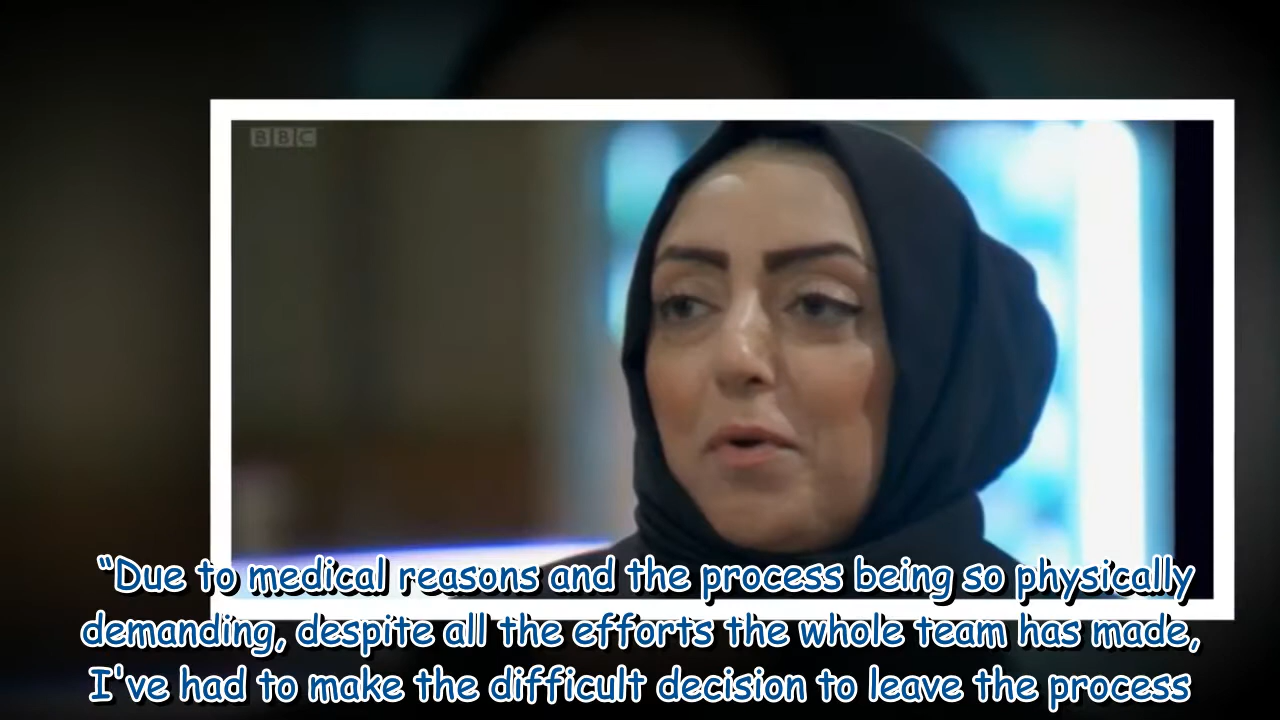 BBC
“Due to medical reasons and the process being so physically
demanding, despite all the efforts the whole team has made,
I've had to make the difficult decision to leave the process